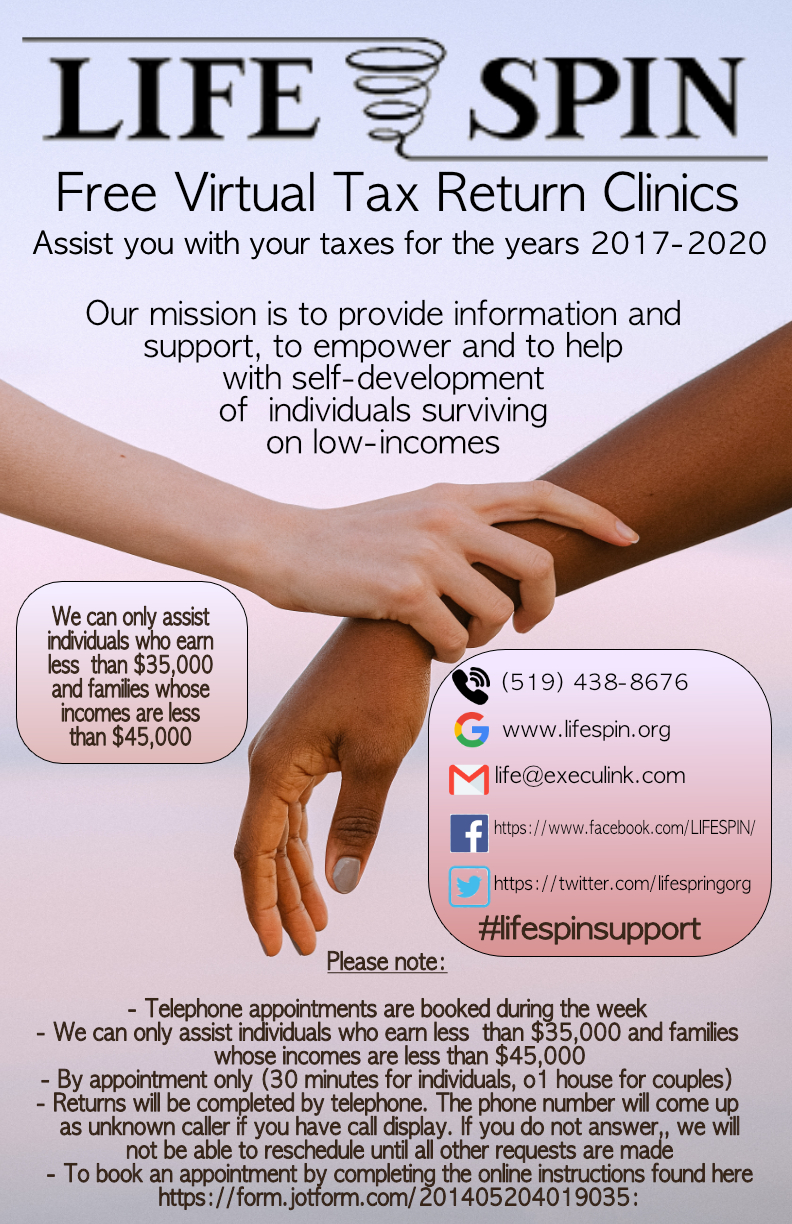 LIFE SPIN
Free Virtual Tax Return Clinics
Assist you with your taxes for the years 2017-2020
Our mission is to provide information and
support, to empower and to help
with self-development
of individuals surviving
on low-incomes
We can only assist
individuals who earn
less than $35,000
and families whose
incomes are less
than $45,000
(519) 438-8676
www.lifespin.org
life@execulink.com
https://www.facebook.com/LIFESPIN/
https://twitter.com/lifespringorg
#lifespinsupport
Please note:
- Telephone appointments are booked during the week
- We can only assist individuals who earn less than $35,000 and families
whose incomes are less than $45,000
- By appointment only (30 minutes for individuals, o1 house for couples)
- Returns will be completed by telephone. The phone number will come up
as unknown caller if you have call display. If you do not answer,, we will
not be able to reschedule until all other requests are made
- To book an appointment by completing the online instructions found here
https://form.jotform.com/201405204019035: